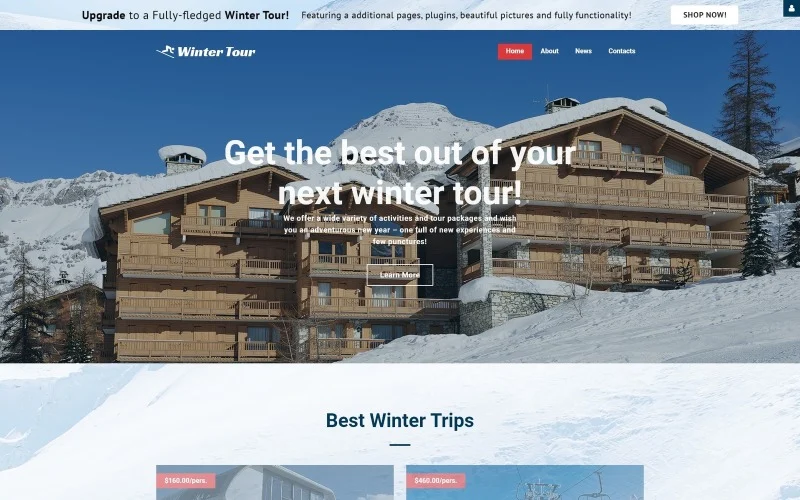 Upgrade to a Fully-fledged Winter Tour! Featuring a additional pages, plugins, beautiful pictures and fully functionality! SHOP NOW!
Winter Tour Home About News Contacts
Get the best out of your
next winter tour!
We offer a wide variety of activities and tour packages and wish
you an adventurous new year – one full of new experiences and
few punctures!
Learn More
Best Winter Trips
$160.00/pers. $460.00/pers.